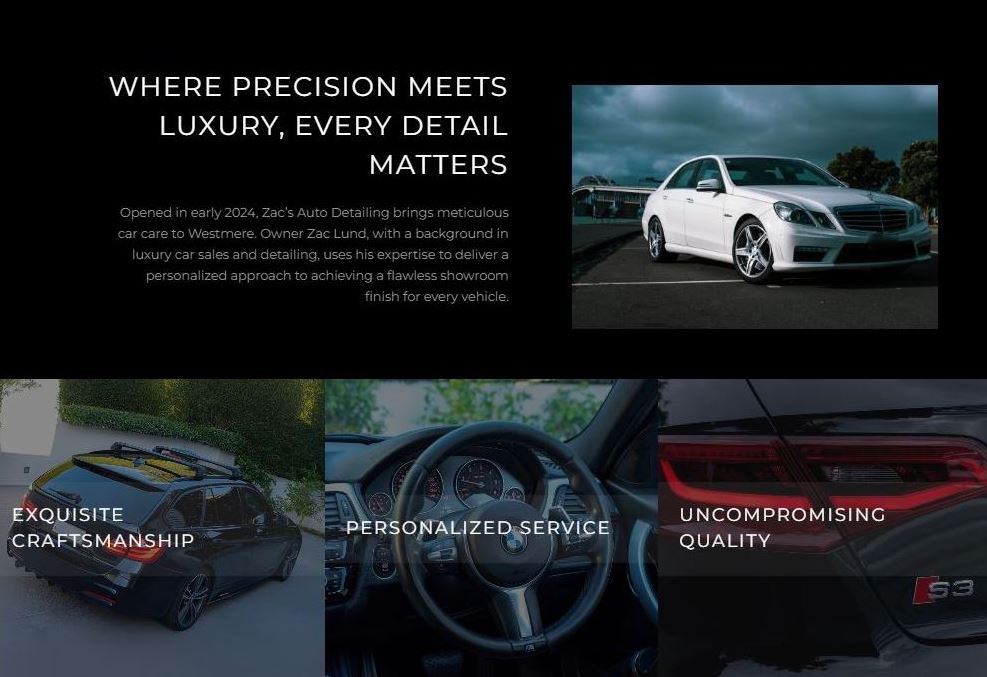 WHERE PRECISION MEETS
LUXURY, EVERY DETAIL
MATTERS
Opened in early 2024, Zac's Auto Detailing brings meticulous
car care to Westmere. Owner Zac Lund, with a background in
luxury car sales and detailing, uses his expertise to deliver a
personalized approach to achieving a flawless showroom
finish for every vehicle.
EXQUISITE
CRAFTSMANSHIP
PERSONALIZED SERVICE
UNCOMPROMISING
QUALITY
S3